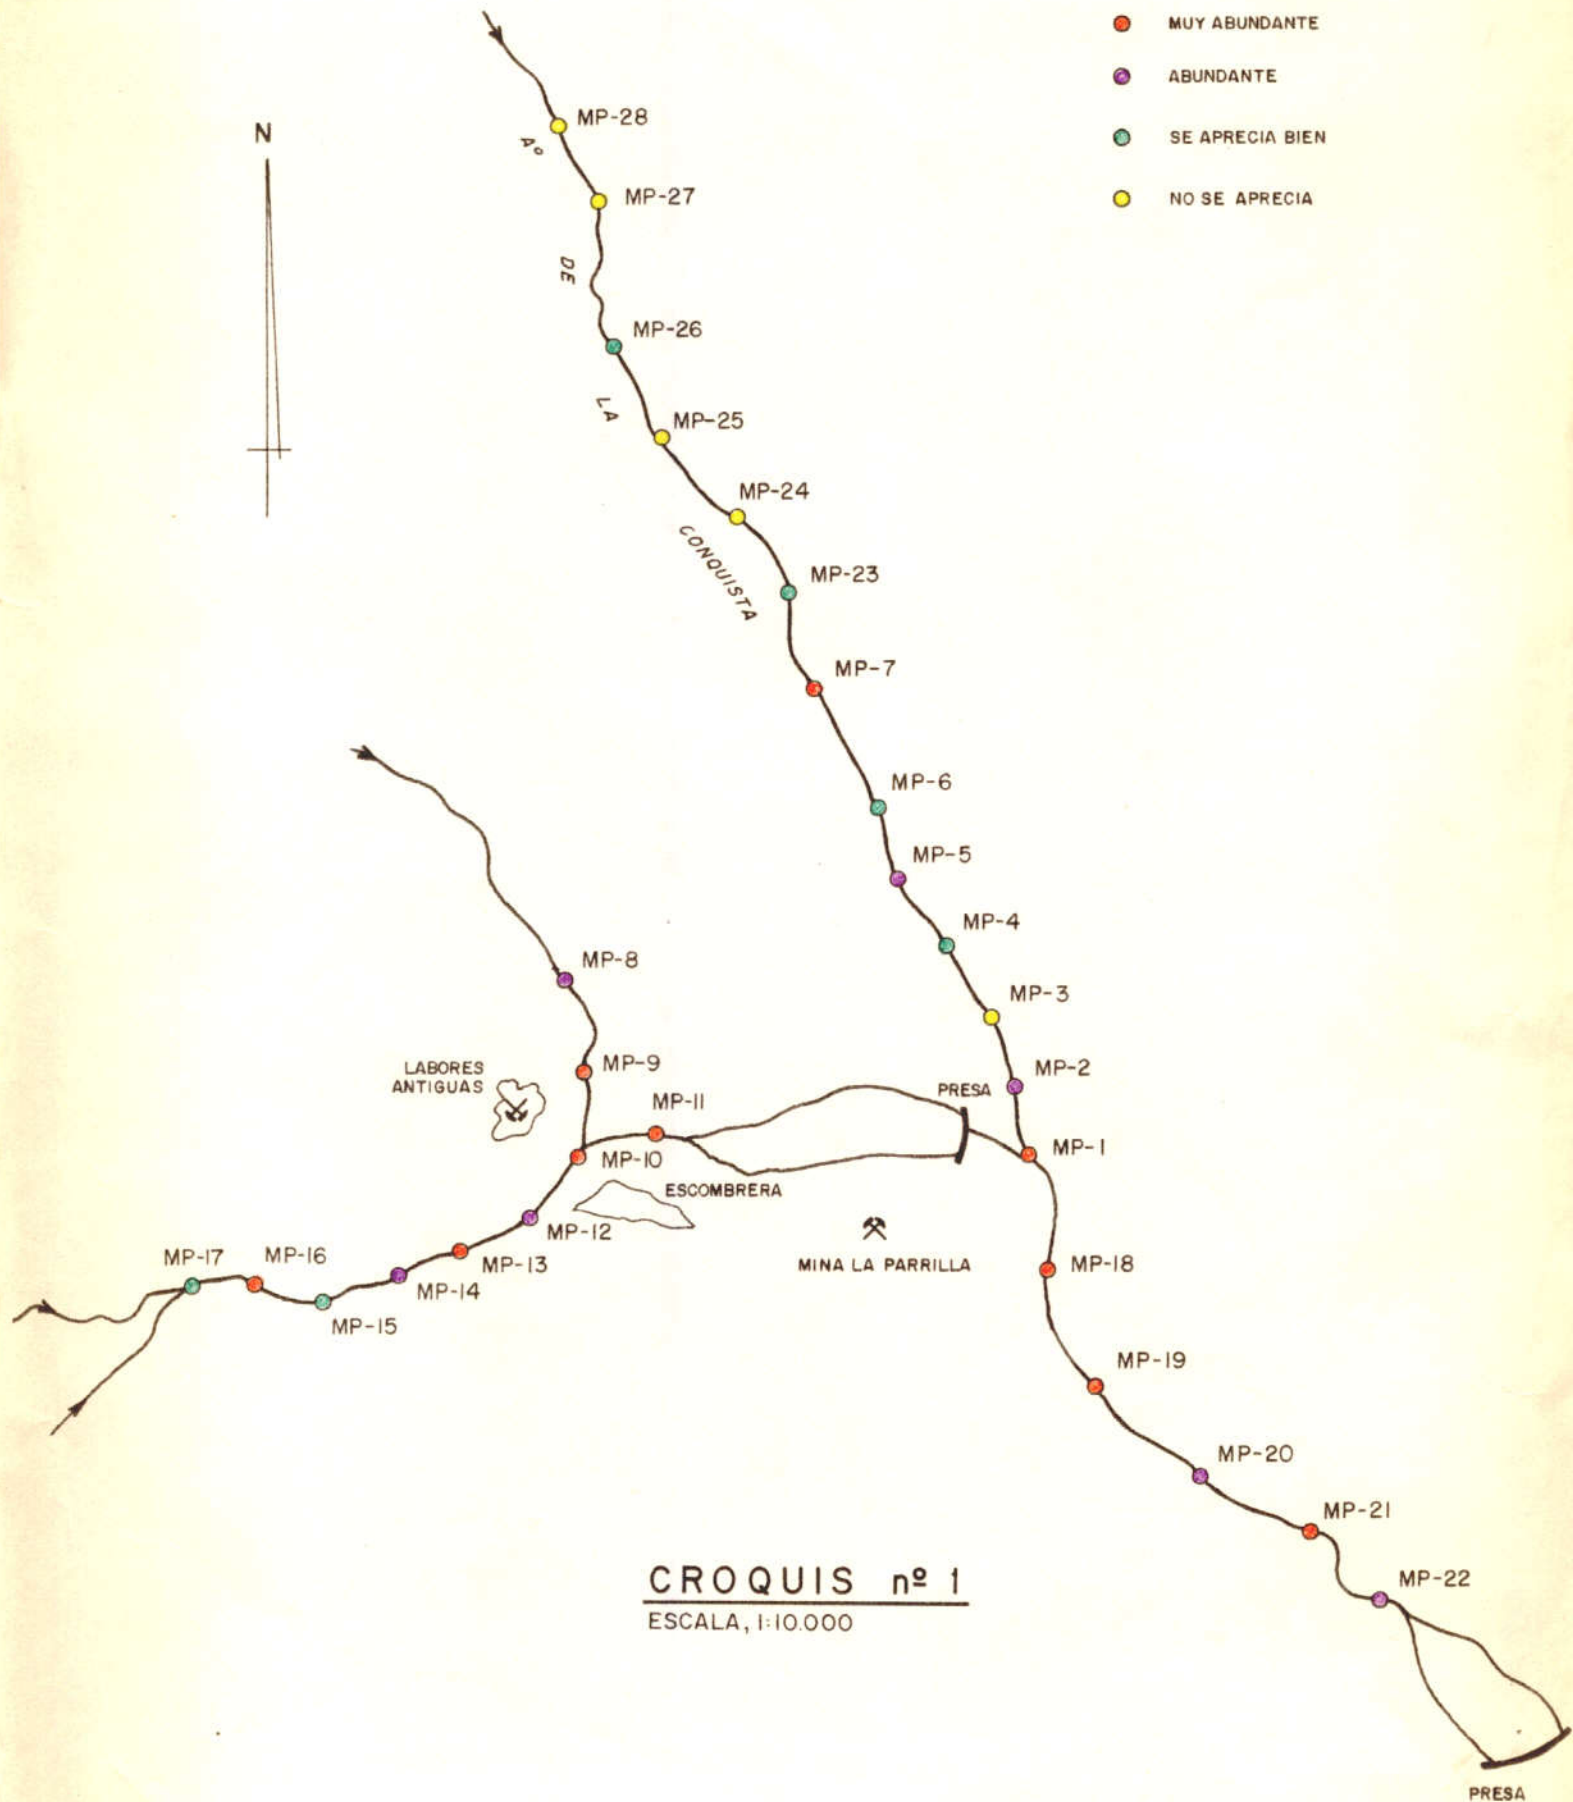 MUY ABUNDANTE
ABUNDANTE
SE APRECIA BIEN
NO SE APRECIA
N
MP-28
Aº
MP-27
DE
MP-26
LA
MP-25
MP-24
CONQUISTA
MP-23
MP-7
MP-6
MP-5
MP-4
MP-8
MP-3
MP-9
LABORES
ANTIGUAS
MP-2
PRESA
MP-11
MP-1
MP-10
ESCOMBRERA
MP-12
MINA LA PARRILLA
MP-17
MP-16
MP-13
MP-18
MP-14
MP-15
MP-19
MP-20
MP-21
CROQUIS nº 1
ESCALA, 1:10.000
MP-22
PRESA